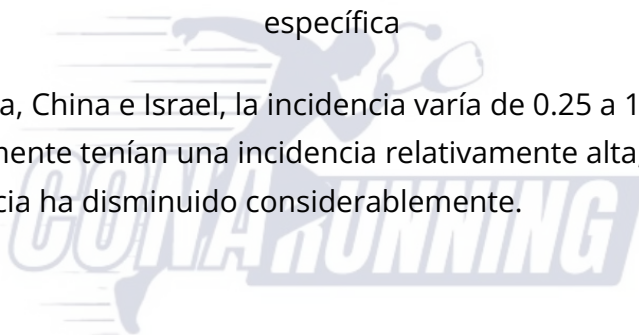 específica
a, China e Israel, la incidencia varía de 0.25 a 1
mente tenían una incidencia relativamente alta,
cia ha disminuido considerablemente.
CONARUNNING